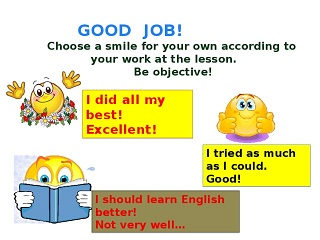 GOOD  JOB!
Choose a smile for your own according to
your work at the lesson.
Be objective!
I did all my
best!
Excellent!
I tried as much
as I could.
Good!
I should learn English
better!
Not very well…